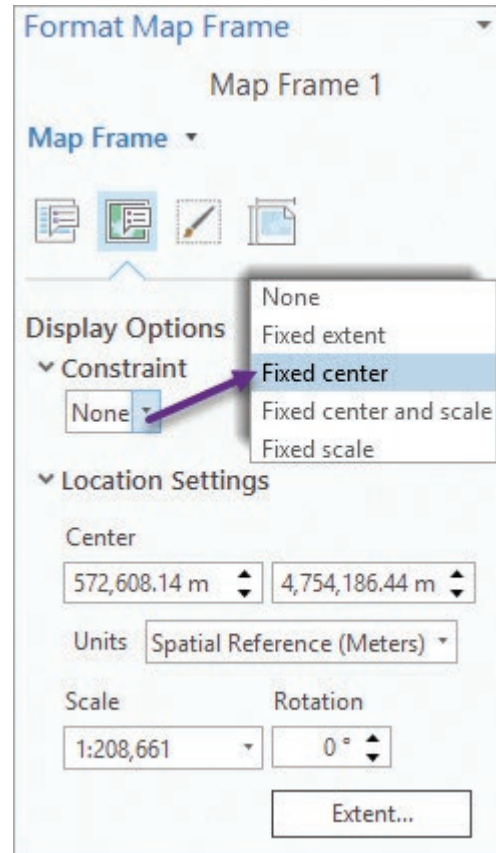 Format Map Frame
Map Frame 1
Map Frame
None
Display Options
Fixed extent
Constraint
Fixed center
None
Fixed center and scale
Fixed scale
Location Settings
Center
572,608.14 m 4,754,186.44 m
Units Spatial Reference (Meters)
Scale Rotation
1:208,661 0 °
Extent...